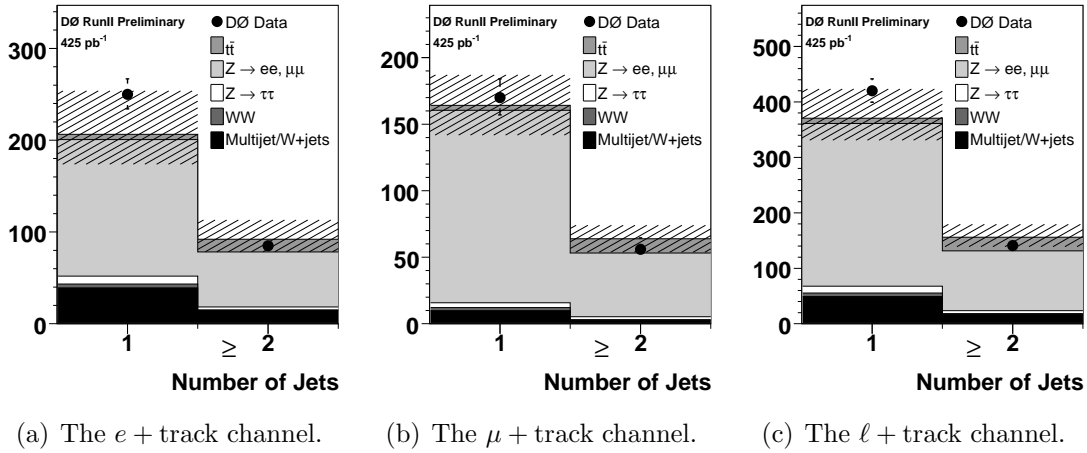 DØ RunII Preliminary
425 pb⁻¹
DØ Data
tt̄
Z → ee, μμ
Z → ττ
WW
Multijet/W+jets
300
200
100
0
1
≥ 2
Number of Jets
(a) The e + track channel.
DØ RunII Preliminary
425 pb⁻¹
DØ Data
tt̄
Z → ee, μμ
Z → ττ
WW
Multijet/W+jets
200
150
100
50
0
1
≥ 2
Number of Jets
(b) The μ + track channel.
DØ RunII Preliminary
425 pb⁻¹
DØ Data
tt̄
Z → ee, μμ
Z → ττ
WW
Multijet/W+jets
500
400
300
200
100
0
1
≥ 2
Number of Jets
(c) The ℓ + track channel.